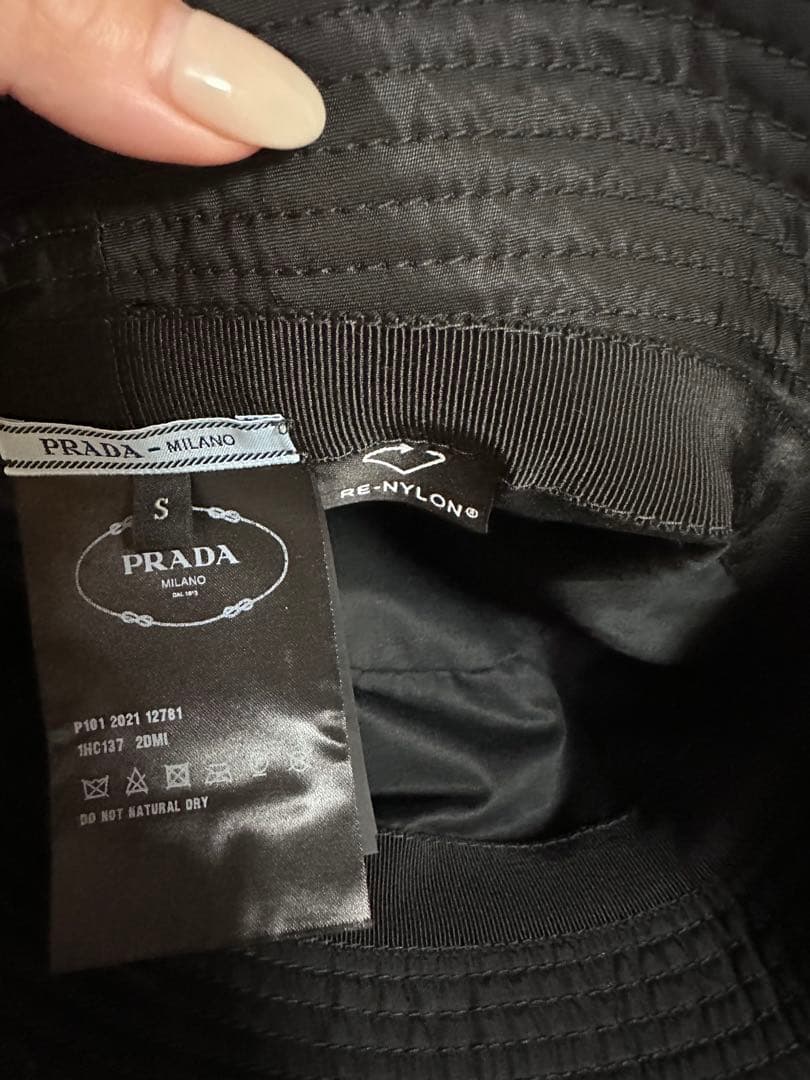 PRADA - MILANO
S
RE-NYLON®
PRADA
MILANO
DAL 1913
P101 2021 12781
1HC137 2DMI
DO NOT NATURAL DRY